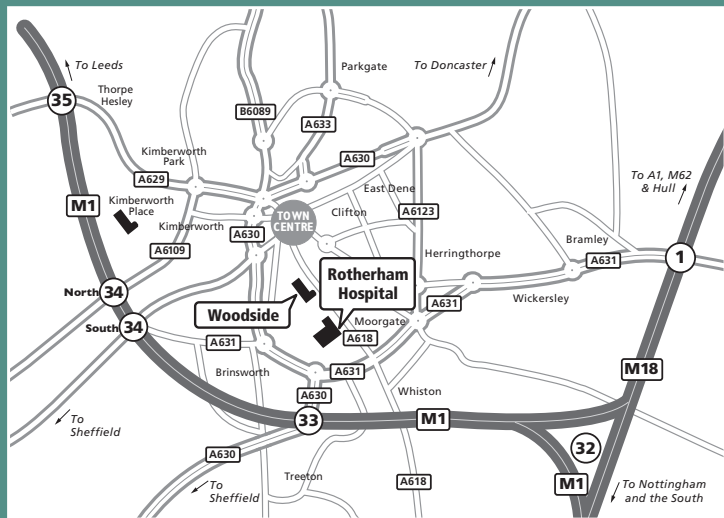 To Leeds
Parkgate
To Doncaster
35
Thorpe
Hesley
B6089
A633
Kimberworth
Park
A630
A629
To A1, M62
& Hull
East Dene
M1
Kimberworth
Place
Kimberworth
TOWN
CENTRE
Clifton
A6123
A630
Bramley
A6109
Herringthorpe
A631
1
Rotherham
Hospital
North
34
Wickersley
A631
Woodside
South
34
Moorgate
A618
A631
Brinsworth
A631
M18
A630
Whiston
33
M1
To
Sheffield
32
A630
Treeton
A618
M1
To
Sheffield
To Nottingham
and the South